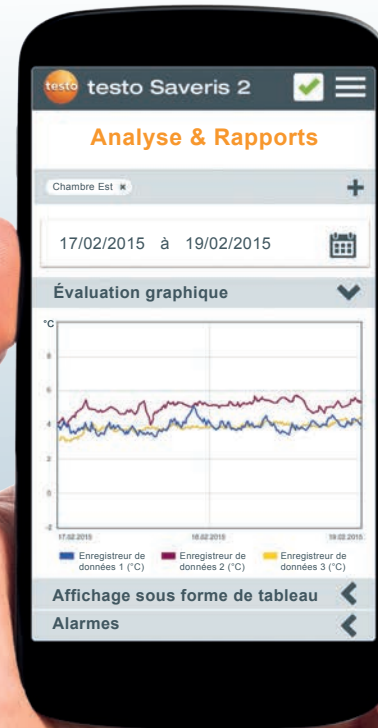 testo testo Saveris 2
Analyse & Rapports
Chambre Est ×
17/02/2015 à 19/02/2015
Évaluation graphique
°C
8
6
4
2
0
-2
17.02.2015 18.02.2015 19.02.2015
Enregistreur de données 1 (°C)
Enregistreur de données 2 (°C)
Enregistreur de données 3 (°C)
Affichage sous forme de tableau
Alarmes